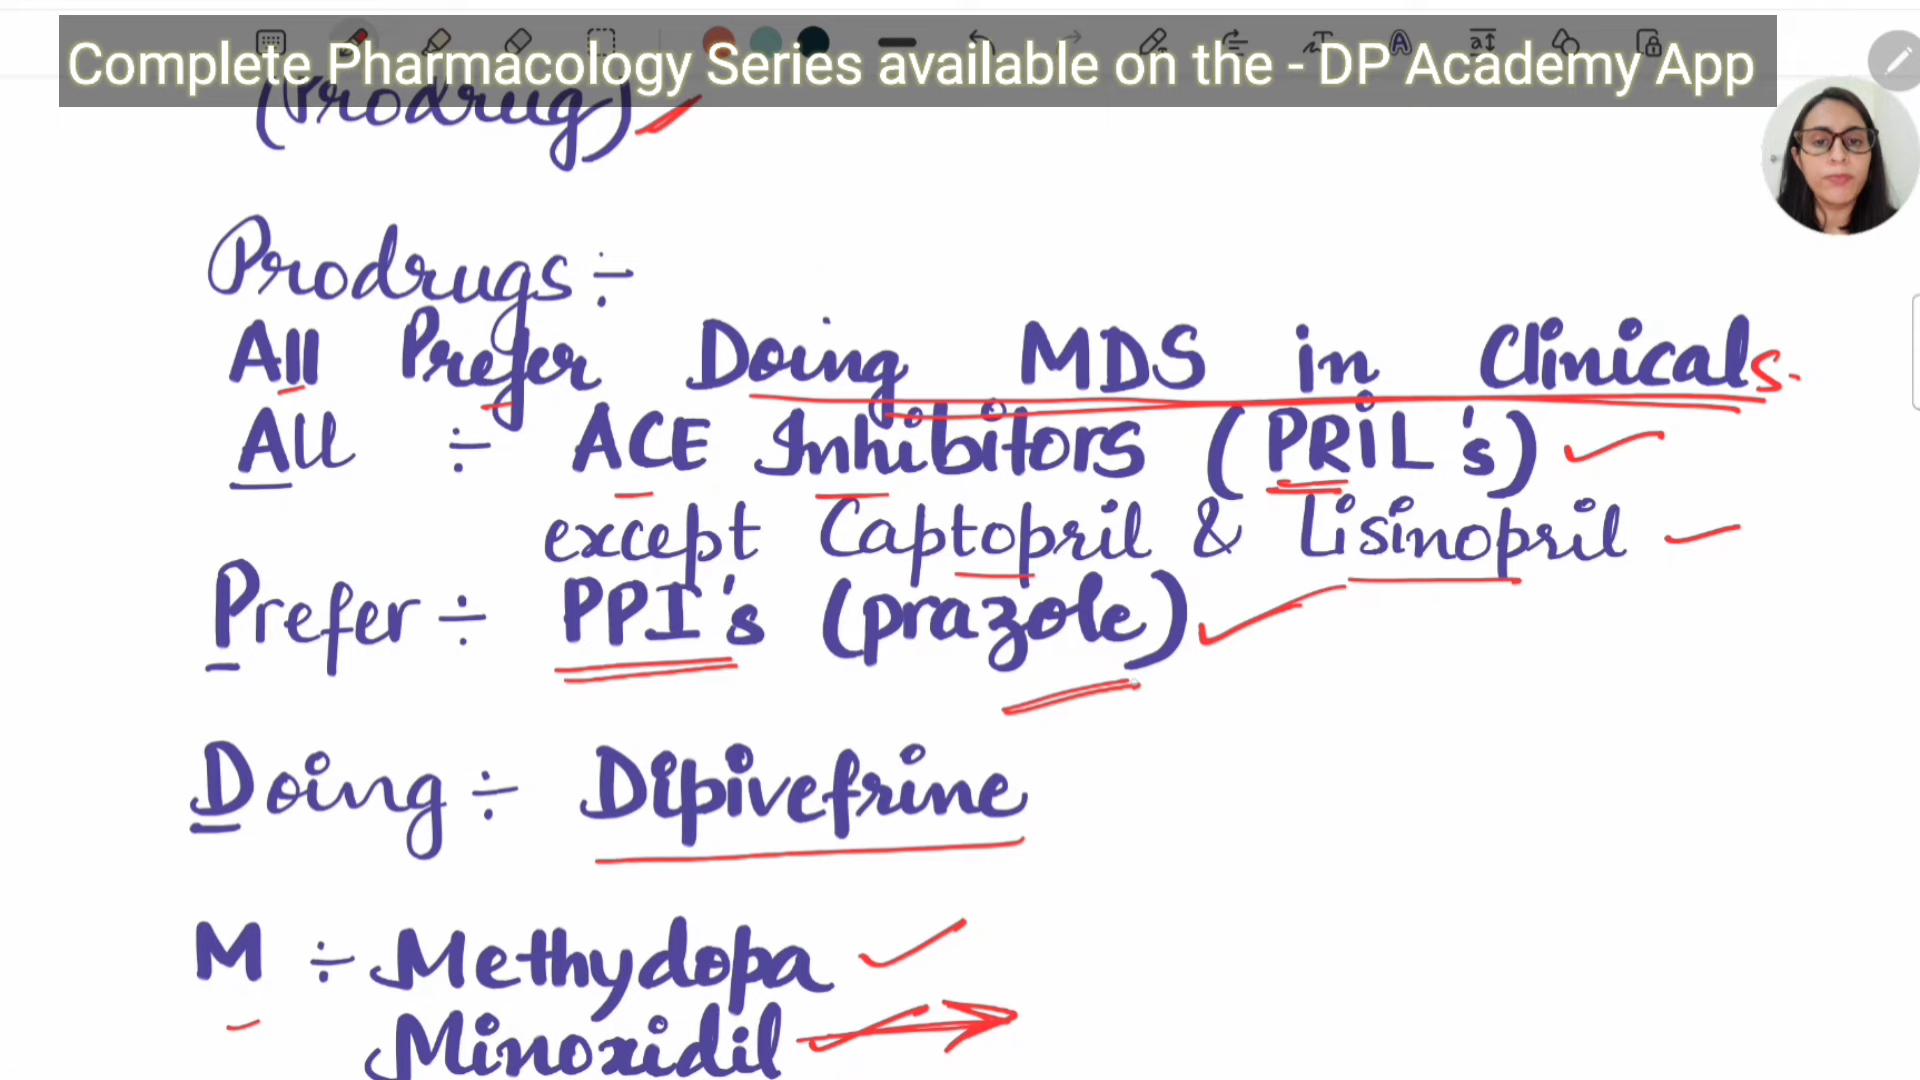 Complete Pharmacology Series available on the - DP Academy App
(Prodrug)
Prodrugs ÷
All Prefer Doing MDS in Clinicals.
All ÷ ACE Inhibitors (PRIL's)
except Captopril & Lisinopril
Prefer ÷ PPI's (prazole)
Doing ÷ Dipivefrine
M ÷ Methydopa
Minoxidil